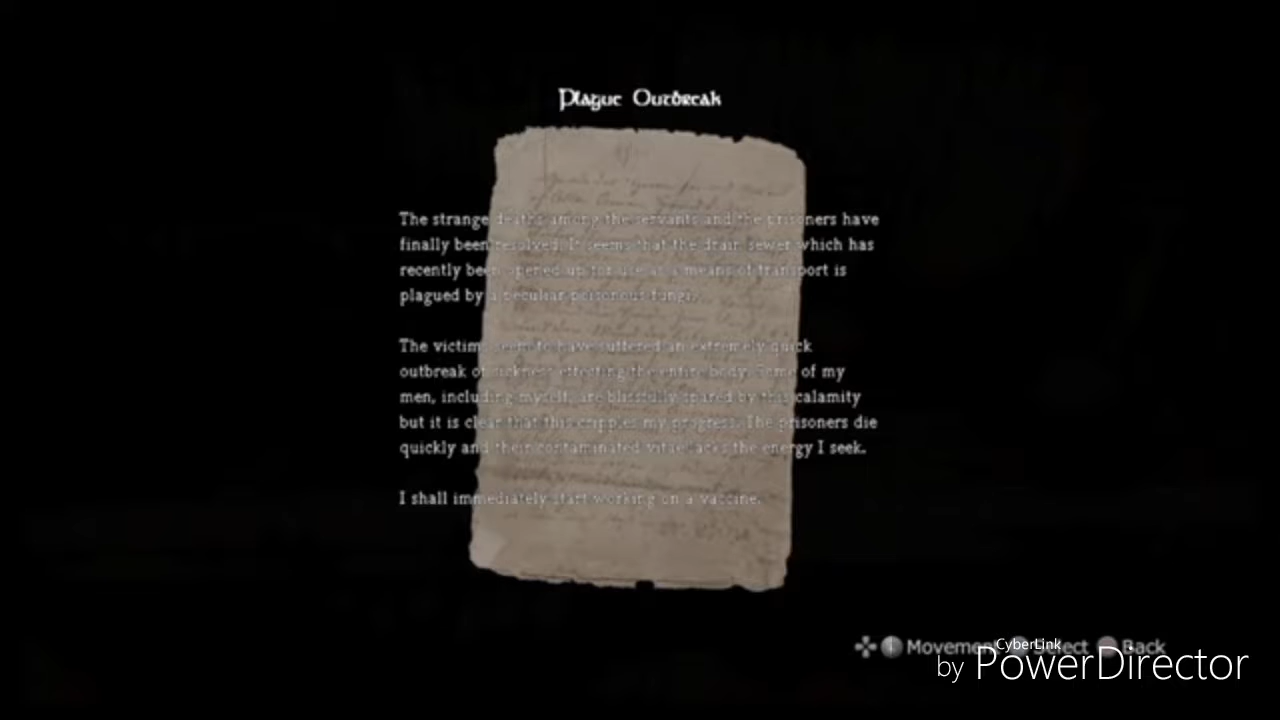 Plague Outbreak
The strange deaths among the servants and the prisoners have
finally been resolved. It seems that the drain sewer which has
recently been opened up for use as a means of transport is
plagued by a peculiar poisonous fungi.
The victims seem to have suffered an extremely quick
outbreak of sickness effecting the entire body. Some of my
men, including myself, are blissfully spared by this calamity
but it is clear that this cripples my progress. The prisoners die
quickly and their contaminated vitae lacks the energy I seek.
I shall immediately start working on a vaccine.
Movement Select Back
CyberLink
by PowerDirector